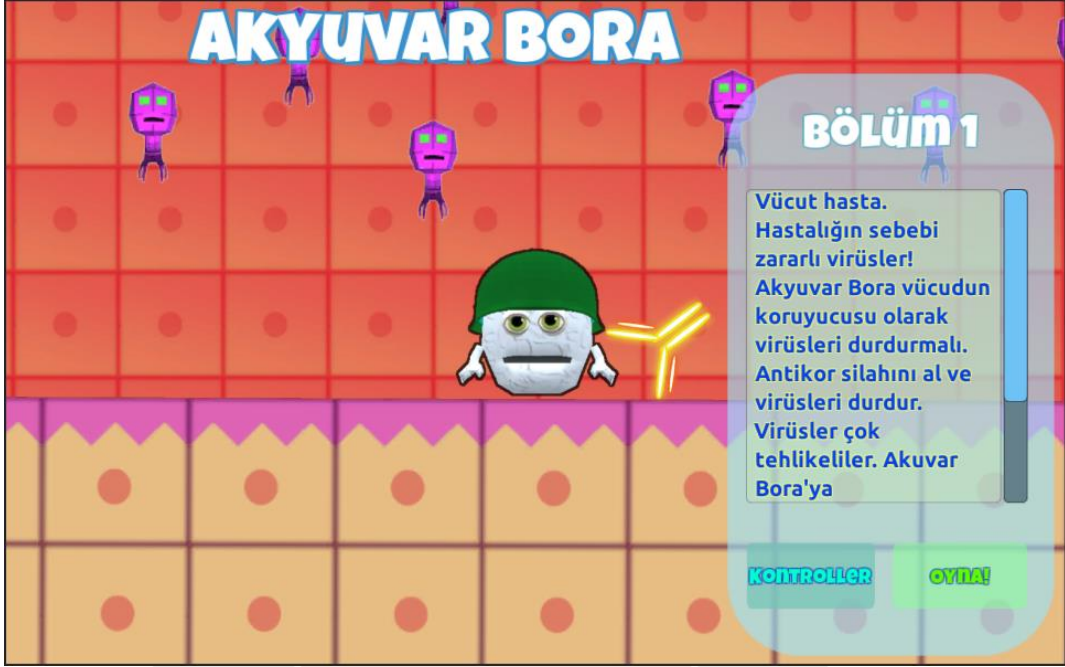 AKYUVAR BORA
BÖLÜM 1
Vücut hasta.
Hastalığın sebebi
zararlı virüsler!
Akyuvar Bora vücudun
koruyucusu olarak
virüsleri durdurmalı.
Antikor silahını al ve
virüsleri durdur.
Virüsler çok
tehlikeliler. Akuvar
Bora'ya
KONTROLLER
OYNA!